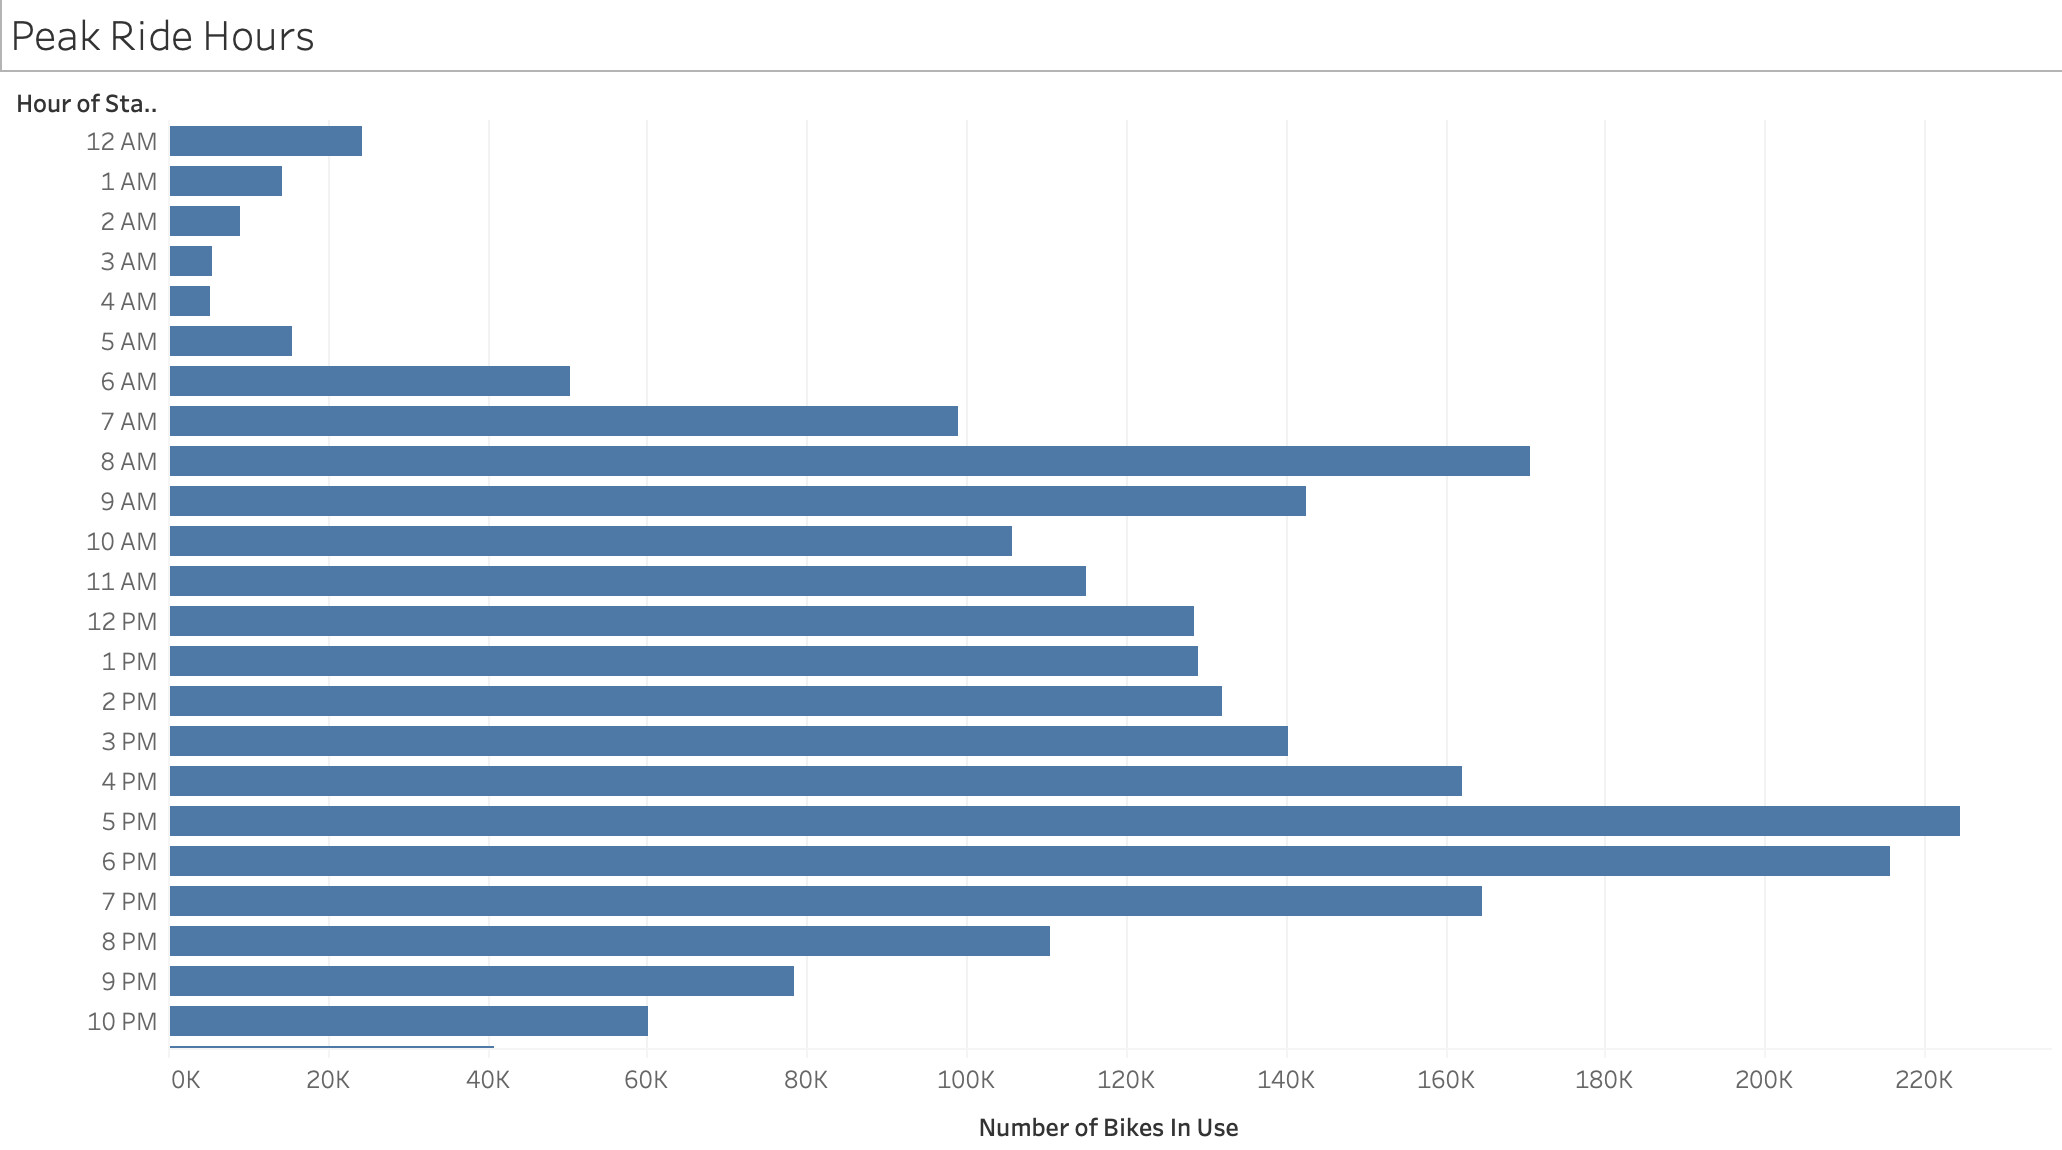 Peak Ride Hours
Hour of Sta..
12 AM
1 AM
2 AM
3 AM
4 AM
5 AM
6 AM
7 AM
8 AM
9 AM
10 AM
11 AM
12 PM
1 PM
2 PM
3 PM
4 PM
5 PM
6 PM
7 PM
8 PM
9 PM
10 PM
0K 20K 40K 60K 80K 100K 120K 140K 160K 180K 200K 220K
Number of Bikes In Use